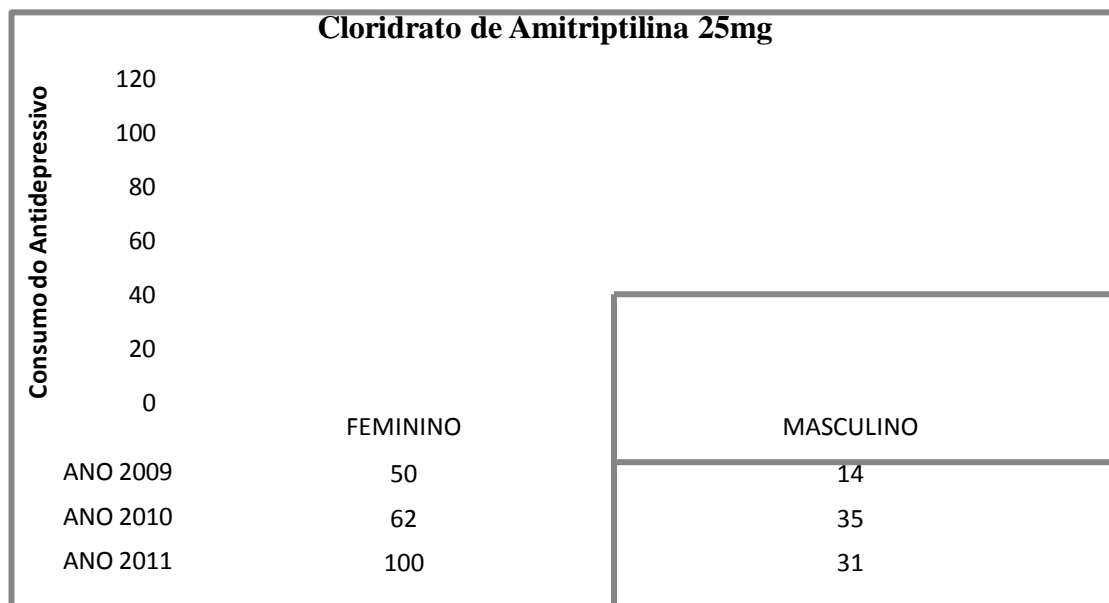 Cloridrato de Amitriptilina 25mg
Consumo do Antidepressivo
120
100
80
60
40
20
0
FEMININO MASCULINO
ANO 2009 50 14
ANO 2010 62 35
ANO 2011 100 31